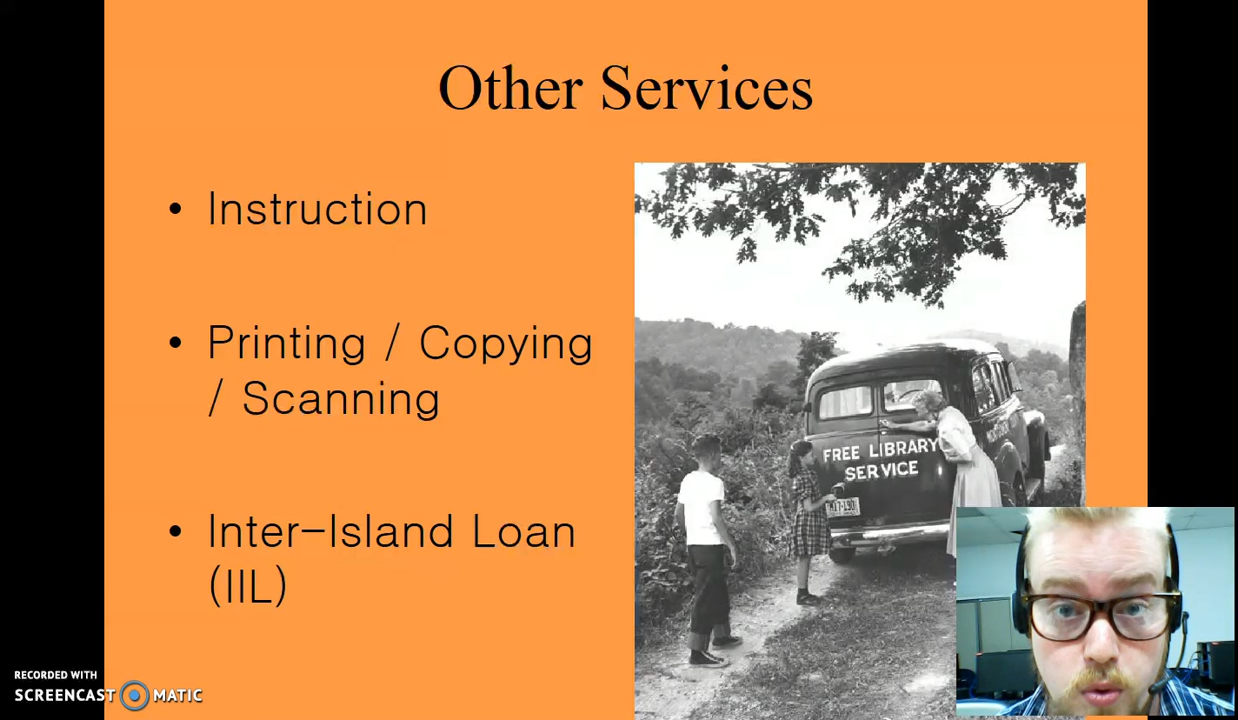 Other Services
• Instruction
• Printing / Copying
/ Scanning
• Inter-Island Loan
(IIL)
FREE LIBRARY
SERVICE
RECORDED WITH
SCREENCAST MATIC